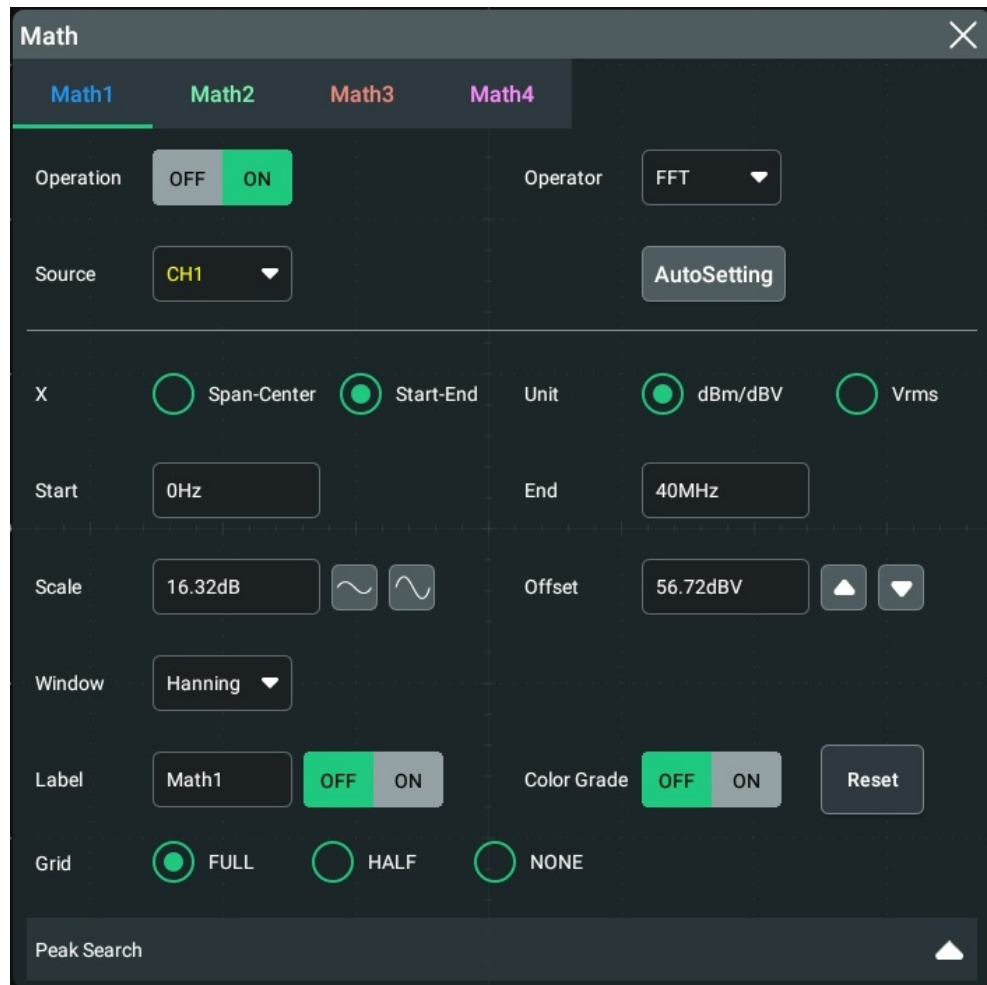 Math
Math1 Math2 Math3 Math4
Operation OFF ON Operator FFT
Source CH1 AutoSetting
X Span-Center Start-End Unit dBm/dBV Vrms
Start 0Hz End 40MHz
Scale 16.32dB Offset 56.72dBV
Window Hanning
Label Math1 OFF ON Color Grade OFF ON Reset
Grid FULL HALF NONE
Peak Search